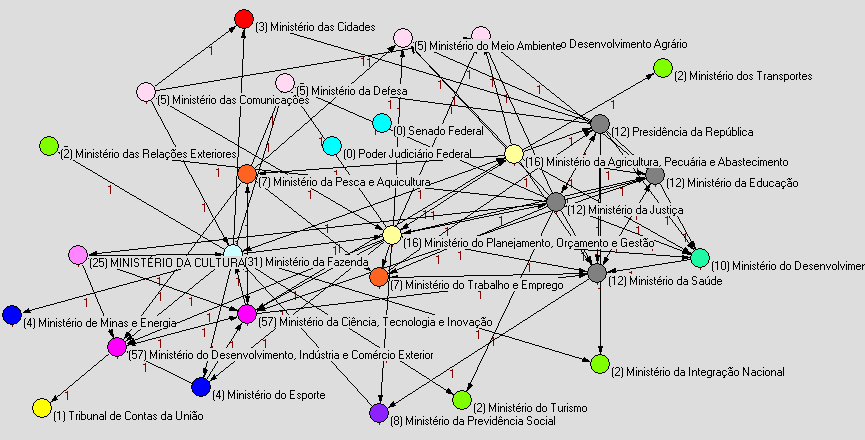 (3) Ministério das Cidades
(5) Ministério do Meio Ambiente
o Desenvolvimento Agrário
(2) Ministério dos Transportes
(5) Ministério da Defesa
(5) Ministério das Comunicações
(0) Senado Federal
(12) Presidência da República
(2) Ministério das Relações Exteriores
(0) Poder Judiciário Federal
(16) Ministério da Agricultura, Pecuária e Abastecimento
(7) Ministério da Pesca e Aquicultura
(12) Ministério da Educação
(12) Ministério da Justiça
(16) Ministério do Planejamento, Orçamento e Gestão
(25) MINISTÉRIO DA CULTURA
31) Ministério da Fazenda
(10) Ministério do Desenvolvimen
(7) Ministério do Trabalho e Emprego
(12) Ministério da Saúde
(4) Ministério de Minas e Energia
(57) Ministério da Ciência, Tecnologia e Inovação
(57) Ministério do Desenvolvimento, Indústria e Comércio Exterior
(2) Ministério da Integração Nacional
(4) Ministério do Esporte
(2) Ministério do Turismo
(1) Tribunal de Contas da União
(8) Ministério da Previdência Social